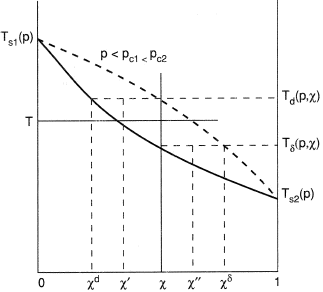 T_s1(p)
p < p_c1 < p_c2
T_d(p,χ)
T
T_δ(p,χ)
T_s2(p)
0 χ^d χ′ χ χ″ χ^δ 1